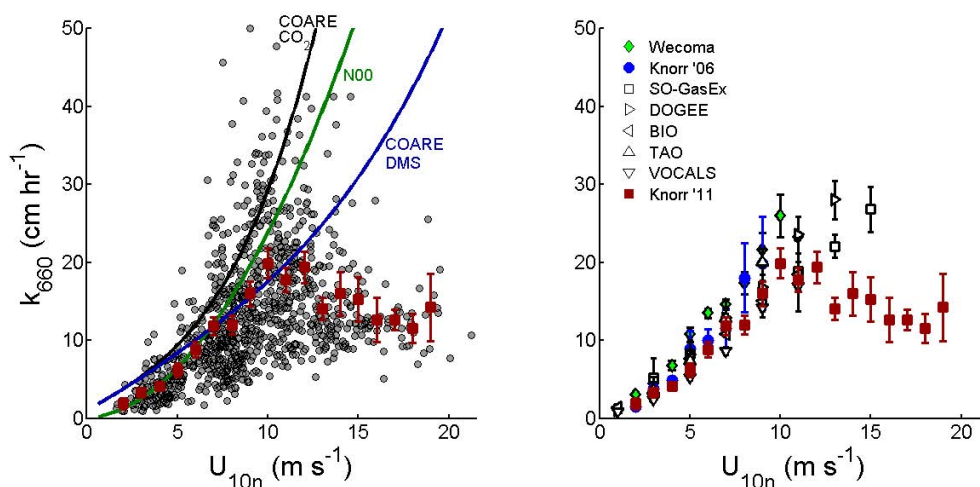 COARE
CO2
N00
COARE
DMS
50
40
30
20
10
0
k660 (cm hr-1)
0
5
10
15
20
U10n (m s-1)
Wecoma
Knorr '06
SO-GasEx
DOGEE
BIO
TAO
VOCALS
Knorr '11
50
40
30
20
10
0
0
5
10
15
20
U10n (m s-1)